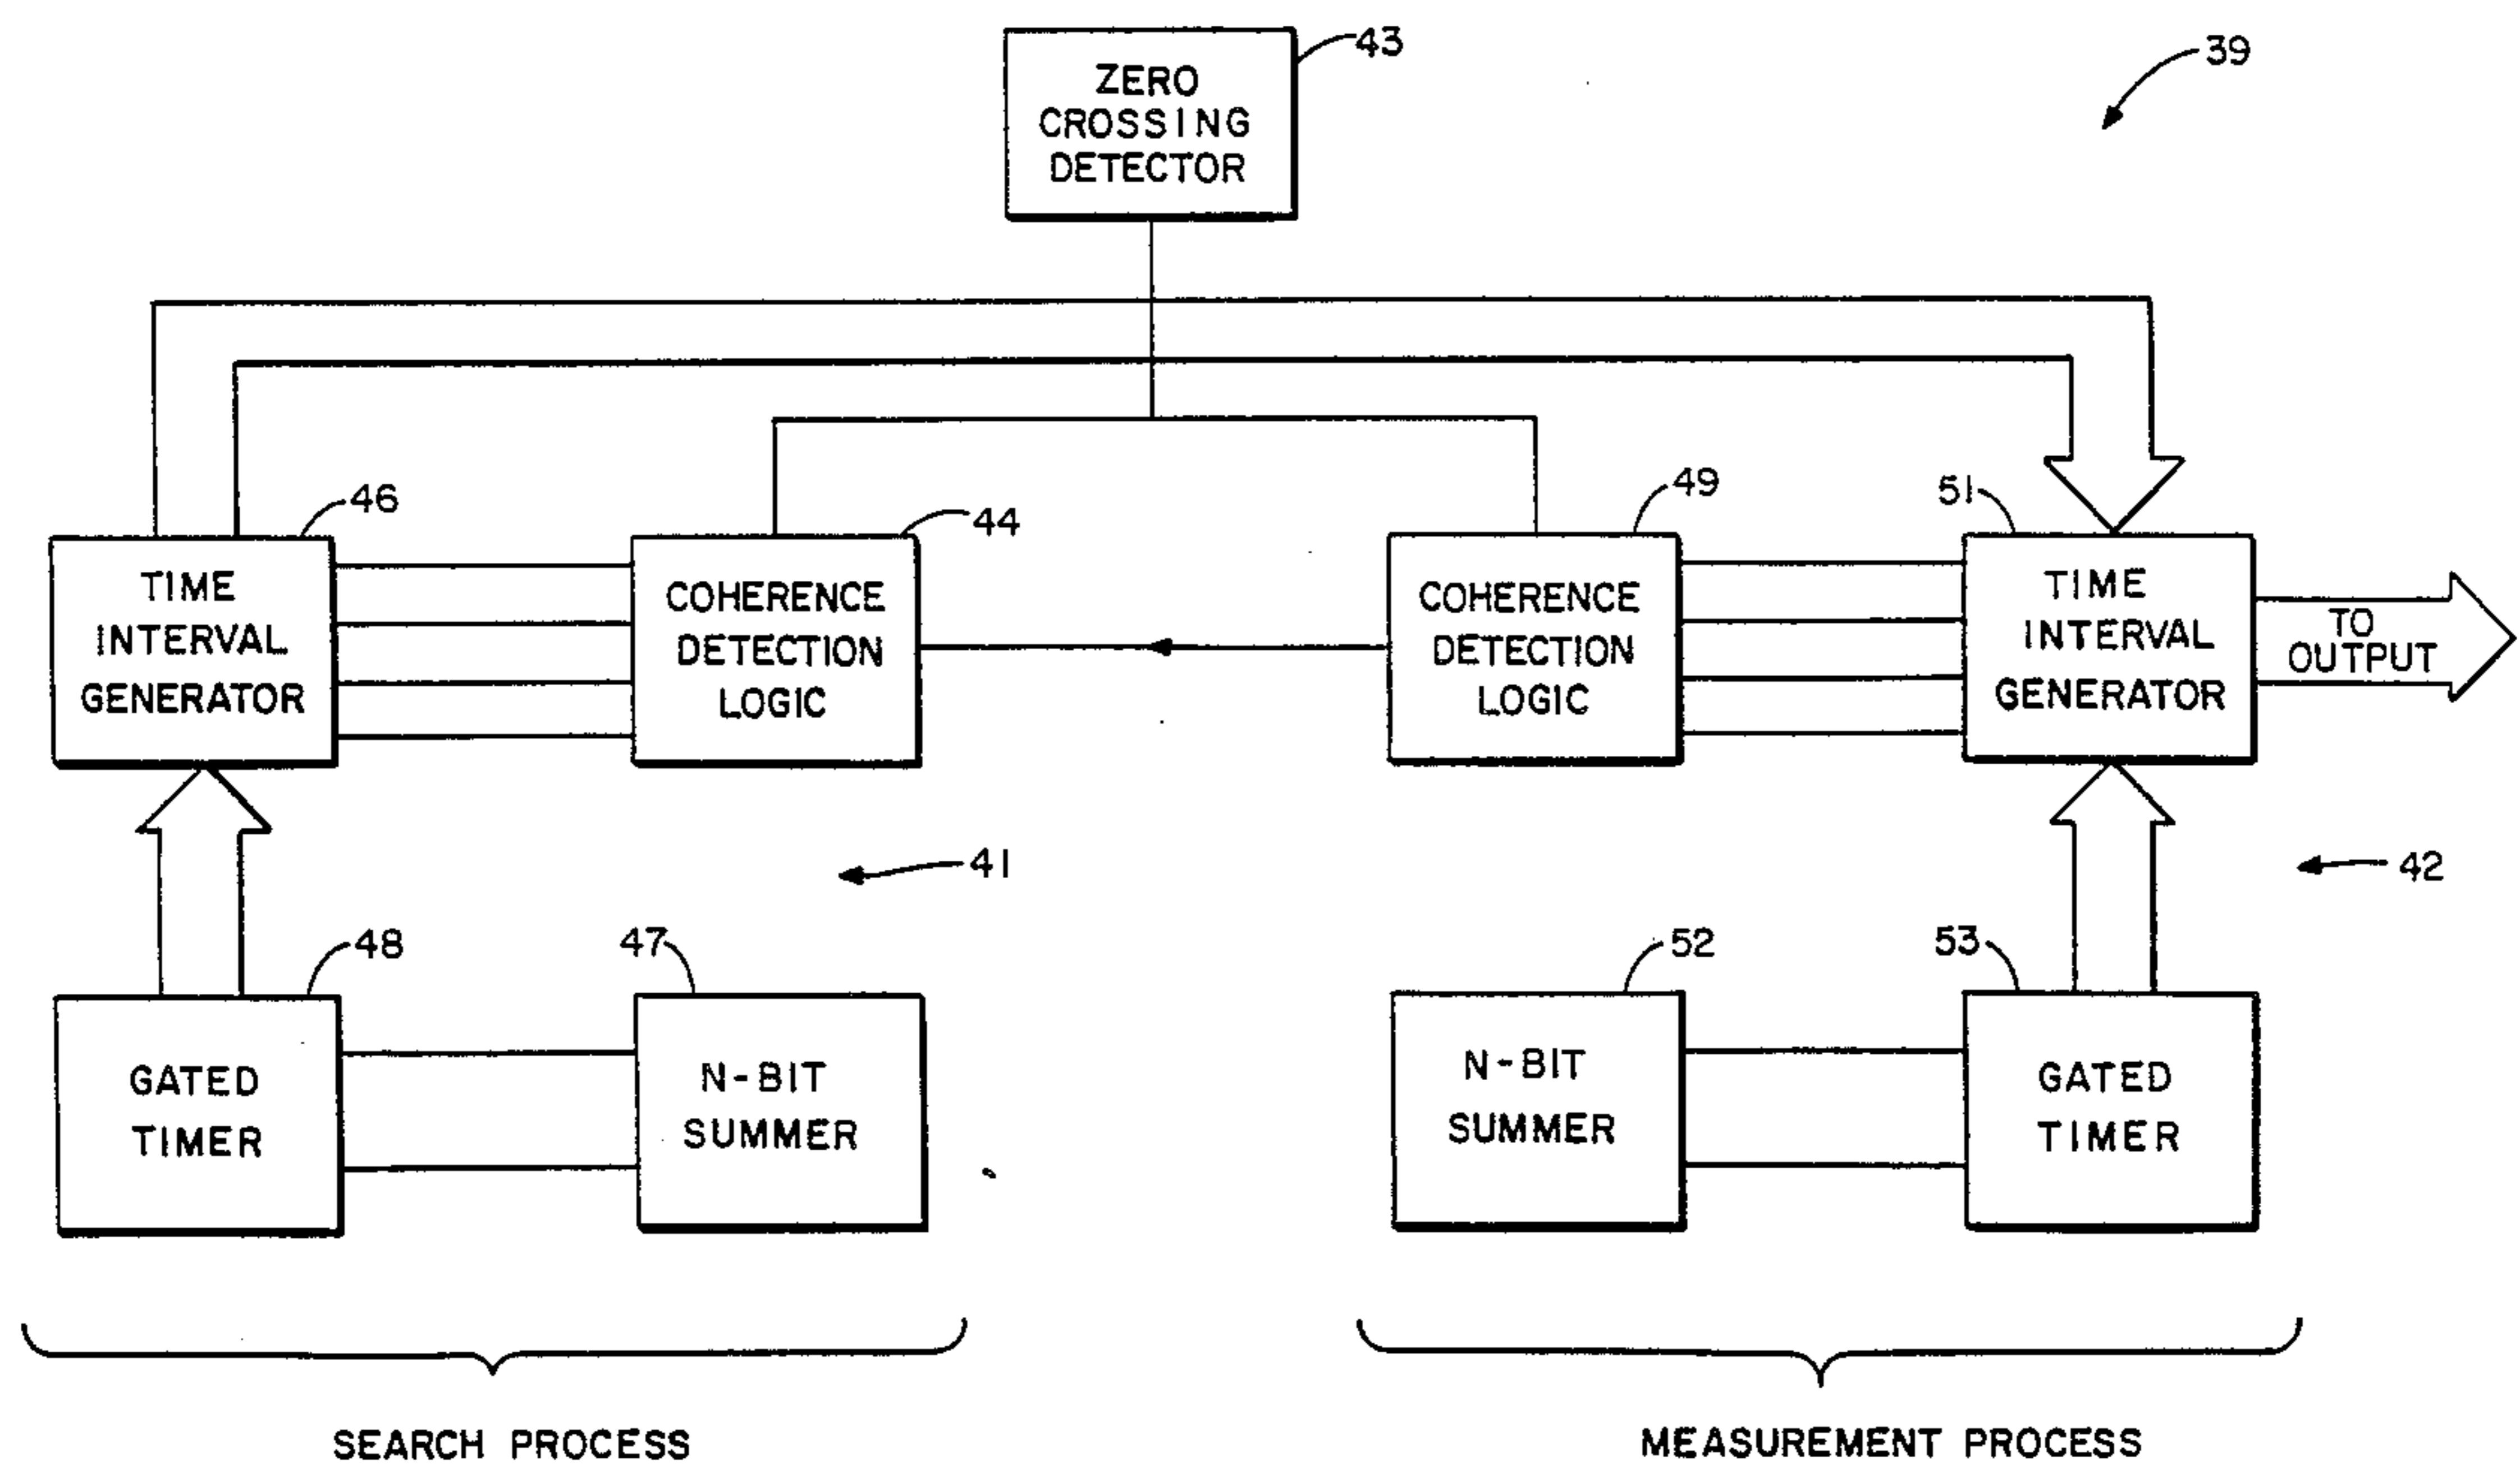 43
39
ZERO
CROSSING
DETECTOR
46
44
49
51
TIME
INTERVAL
GENERATOR
COHERENCE
DETECTION
LOGIC
COHERENCE
DETECTION
LOGIC
TIME
INTERVAL
GENERATOR
TO
OUTPUT
41
42
48
47
52
53
GATED
TIMER
N-BIT
SUMMER
N-BIT
SUMMER
GATED
TIMER
SEARCH PROCESS
MEASUREMENT PROCESS